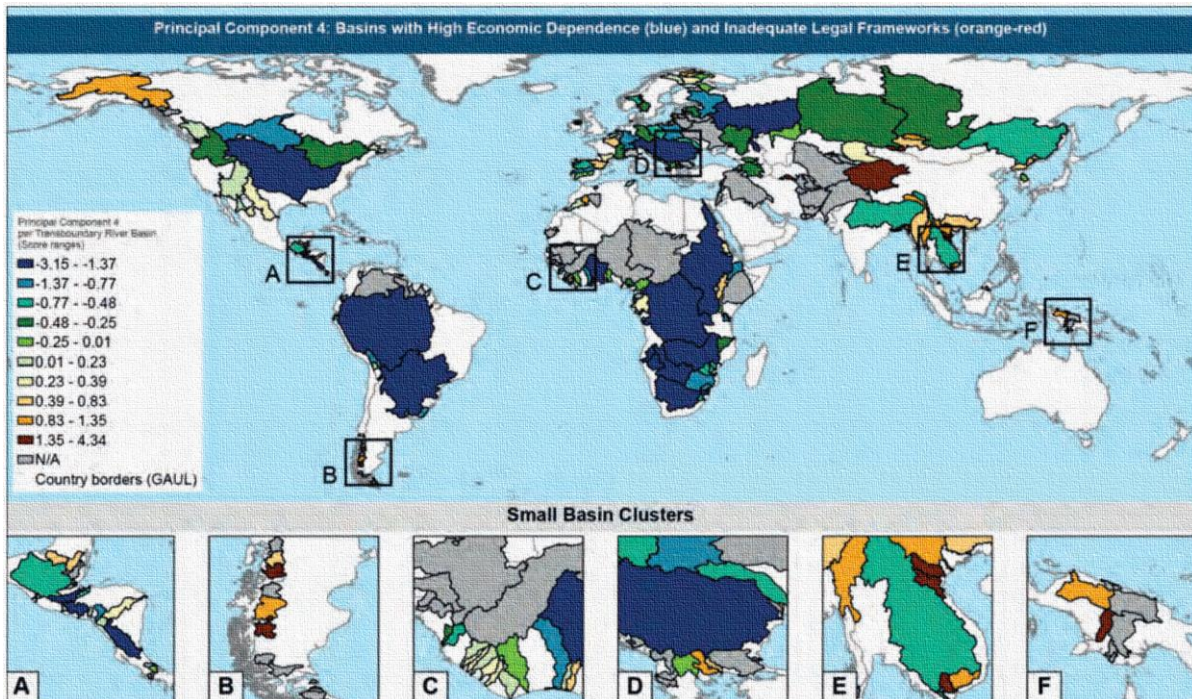 Principal Component 4: Basins with High Economic Dependence (blue) and Inadequate Legal Frameworks (orange-red)
D
A
C
E
F
B
Principal Component 4
per Transboundary River Basin
(Score ranges)
-3.15 - -1.37
-1.37 - -0.77
-0.77 - -0.48
-0.48 - -0.25
-0.25 - 0.01
0.01 - 0.23
0.23 - 0.39
0.39 - 0.83
0.83 - 1.35
1.35 - 4.34
N/A
Country borders (GAUL)
Small Basin Clusters
A
B
C
D
E
F